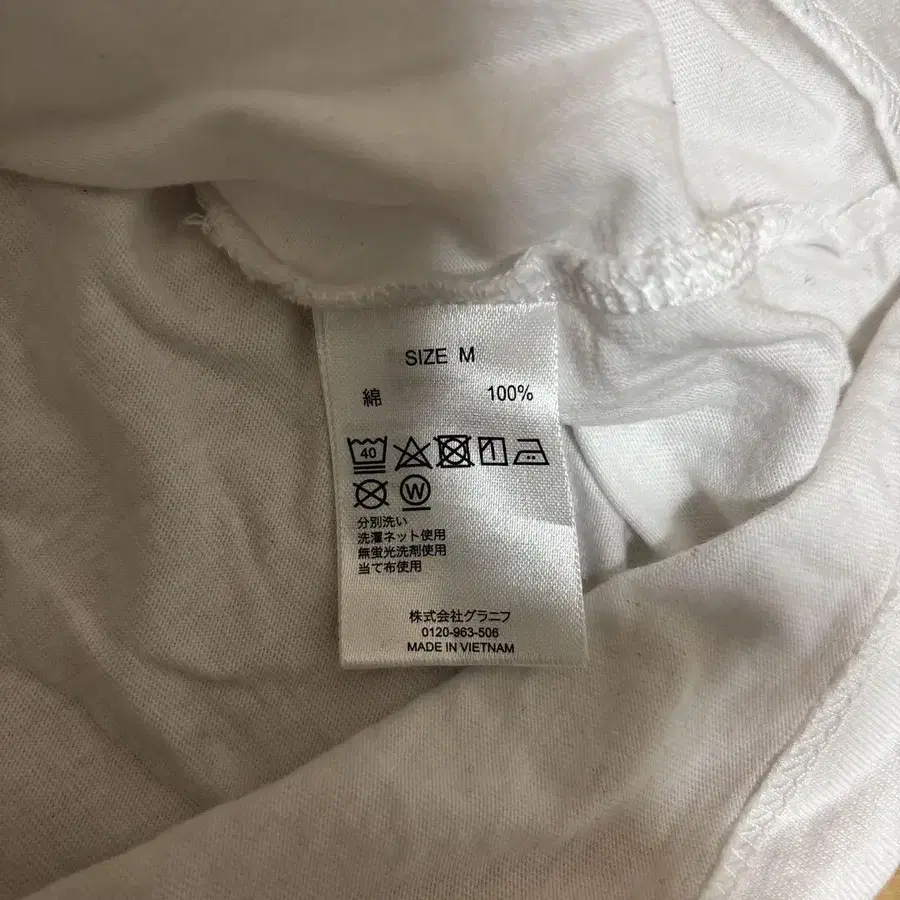 SIZE M
綿 100%
40
W
分別洗い
洗濯ネット使用
無蛍光洗剤使用
当て布使用
株式会社グラニフ
0120-963-506
MADE IN VIETNAM